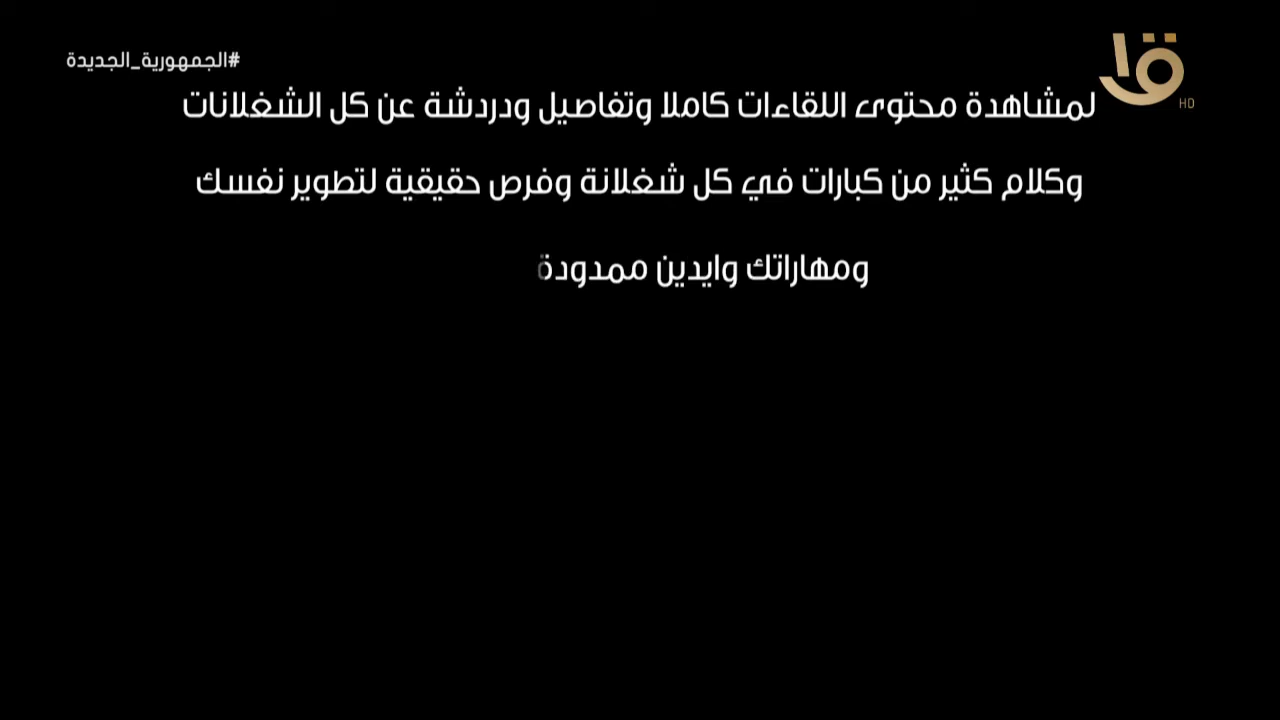 #الجمهورية_الجديدة
HD
لمشاهدة محتوى اللقاءات كاملا وتفاصيل ودردشة عن كل الشغلانات
وكلام كثير من كبارات في كل شغلانة وفرص حقيقية لتطوير نفسك
ومهاراتك وايدين ممدودة